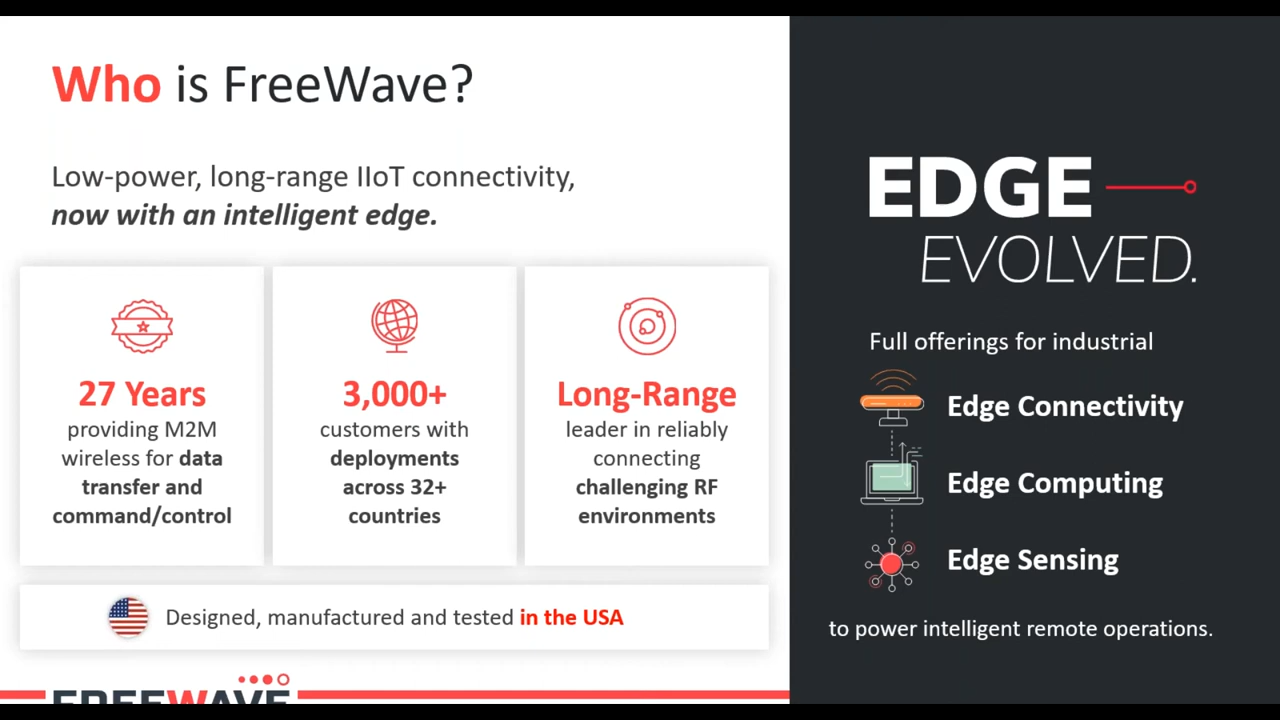 Who is FreeWave?
Low-power, long-range IIoT connectivity,
now with an intelligent edge.
27 Years
providing M2M
wireless for data
transfer and
command/control
3,000+
customers with
deployments
across 32+
countries
Long-Range
leader in reliably
connecting
challenging RF
environments
Designed, manufactured and tested in the USA
FREEWAVE
EDGE
EVOLVED.
Full offerings for industrial
Edge Connectivity
Edge Computing
Edge Sensing
to power intelligent remote operations.